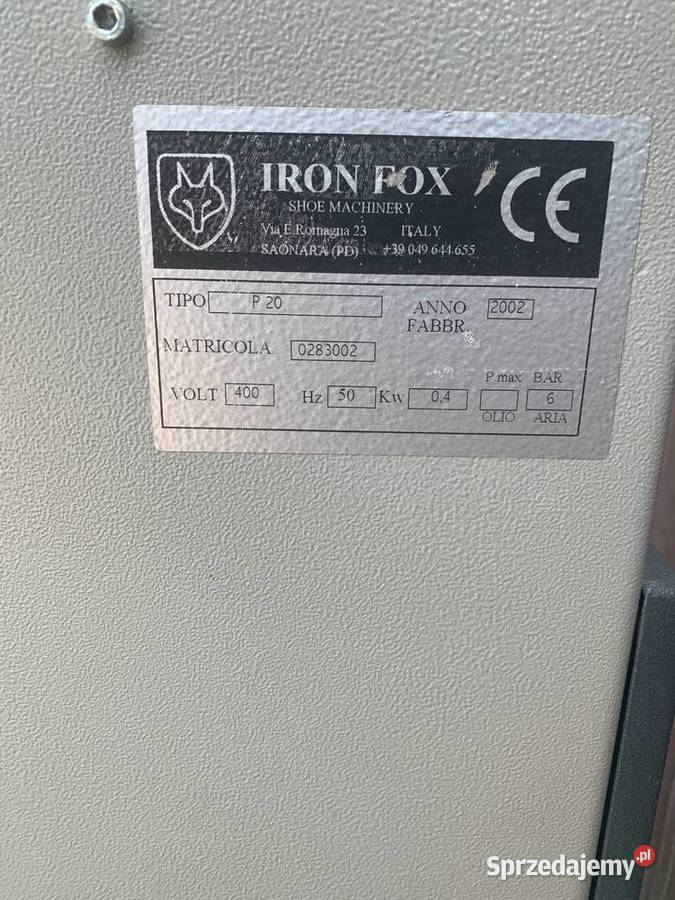 IRON FOX
SHOE MACHINERY
Via E.Romagna 23 ITALY
SAONARA (PD) +39 049 644.655
CE
TIPO P 20
ANNO FABBR. 2002
MATRICOLA 0283002
P max BAR
VOLT 400 Hz 50 Kw 0,4 6
OLIO ARIA
Sprzedajemy.pl